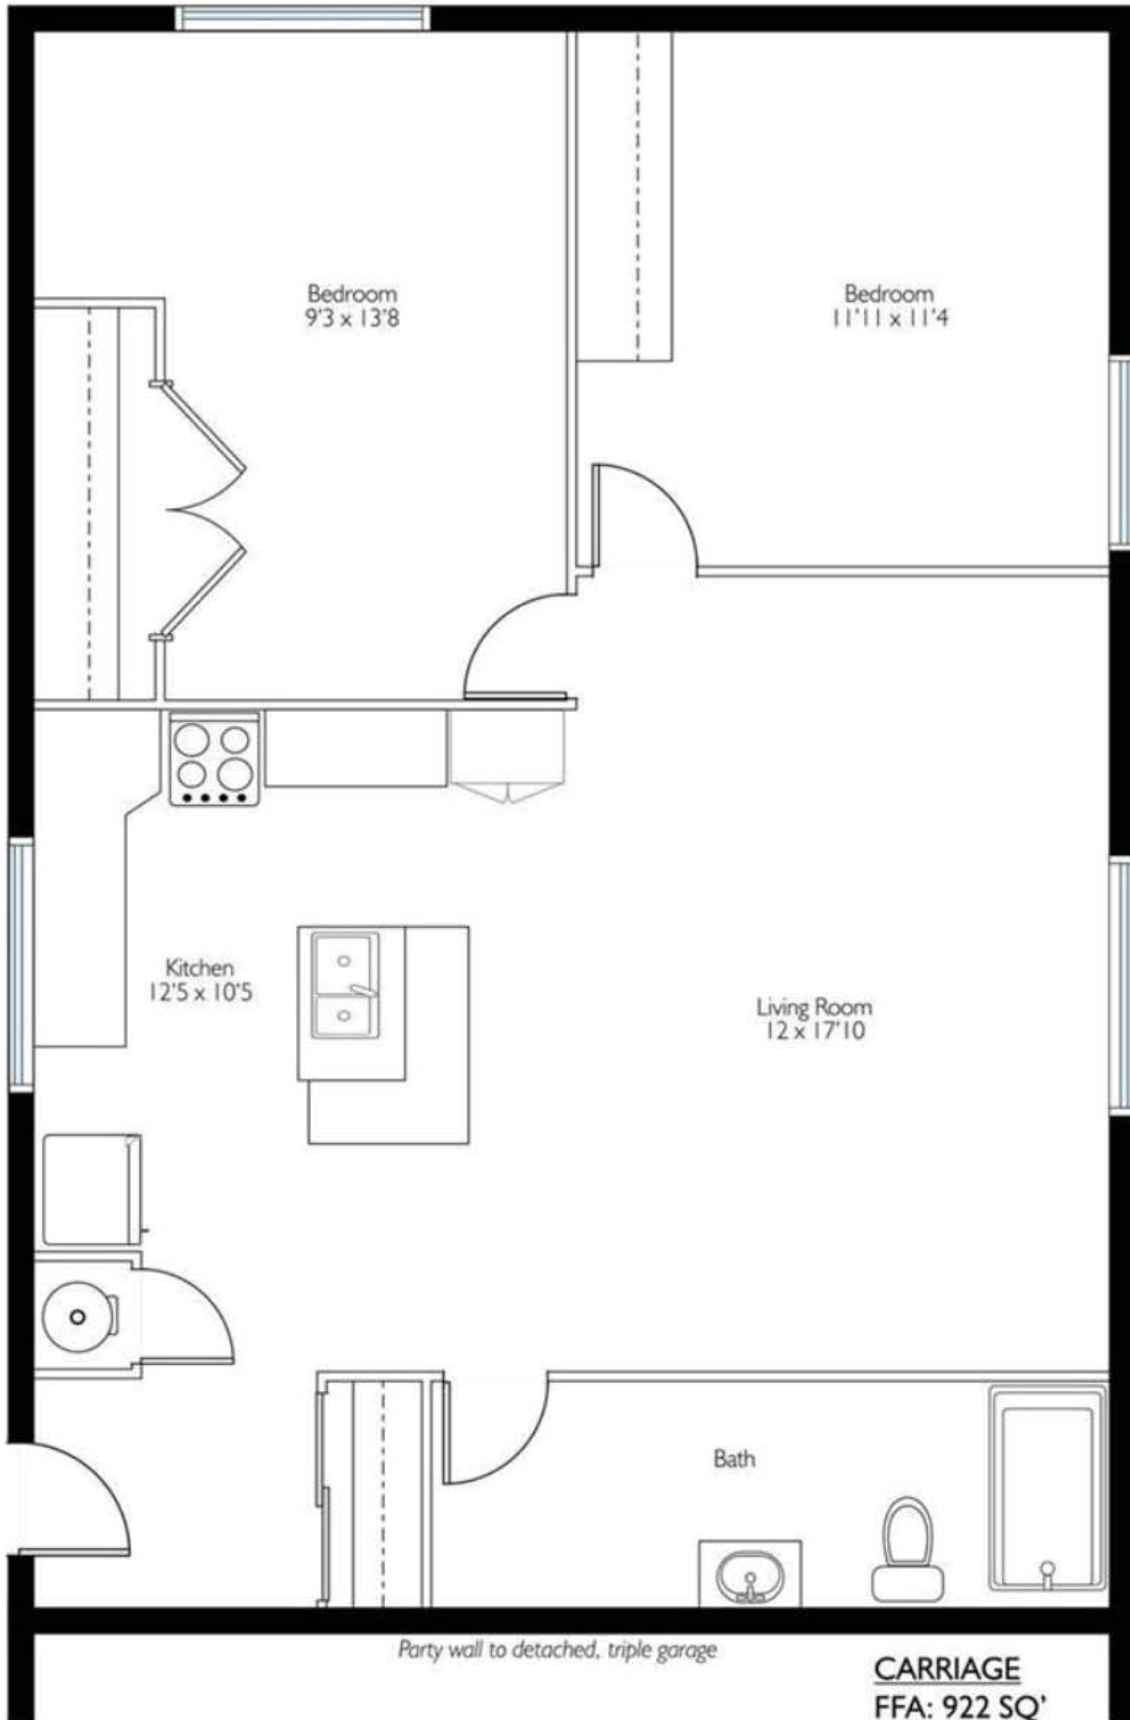 Bedroom
9'3 x 13'8
Bedroom
11'11 x 11'4
Kitchen
12'5 x 10'5
Living Room
12 x 17'10
Bath
Party wall to detached, triple garage
CARRIAGE
FFA: 922 SQ'